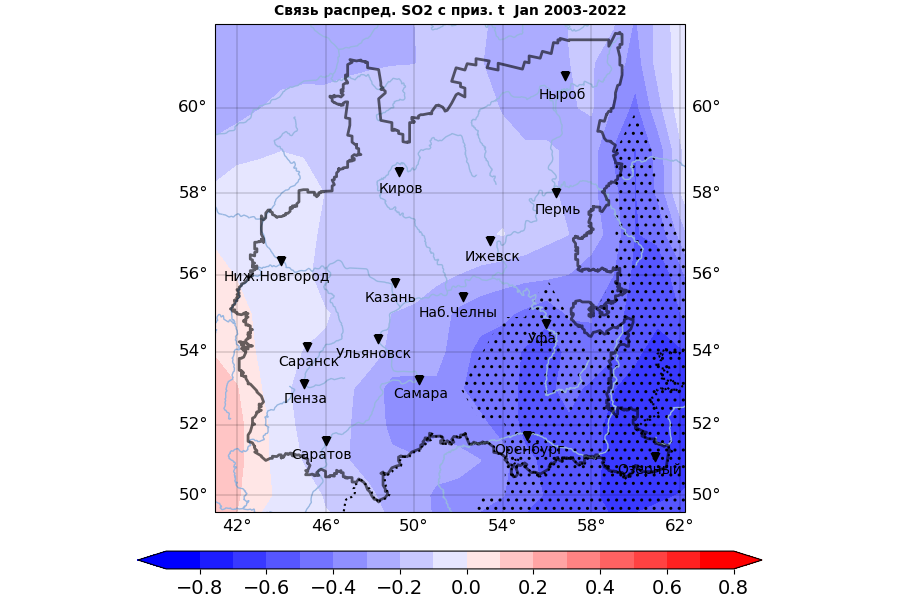 Связь распред. SO2 с приз. t  Jan 2003-2022
60° 60°
Ныроб
58° 58°
Киров
Пермь
56° 56°
Ижевск
Ниж.Новгород
Казань
Наб.Челны
54° 54°
Уфа
Ульяновск
Саранск
52° 52°
Самара
Пенза
Оренбург
Саратов
Озерный
50° 50°
42° 46° 50° 54° 58° 62°
−0.8 −0.6 −0.4 −0.2 0.0 0.2 0.4 0.6 0.8